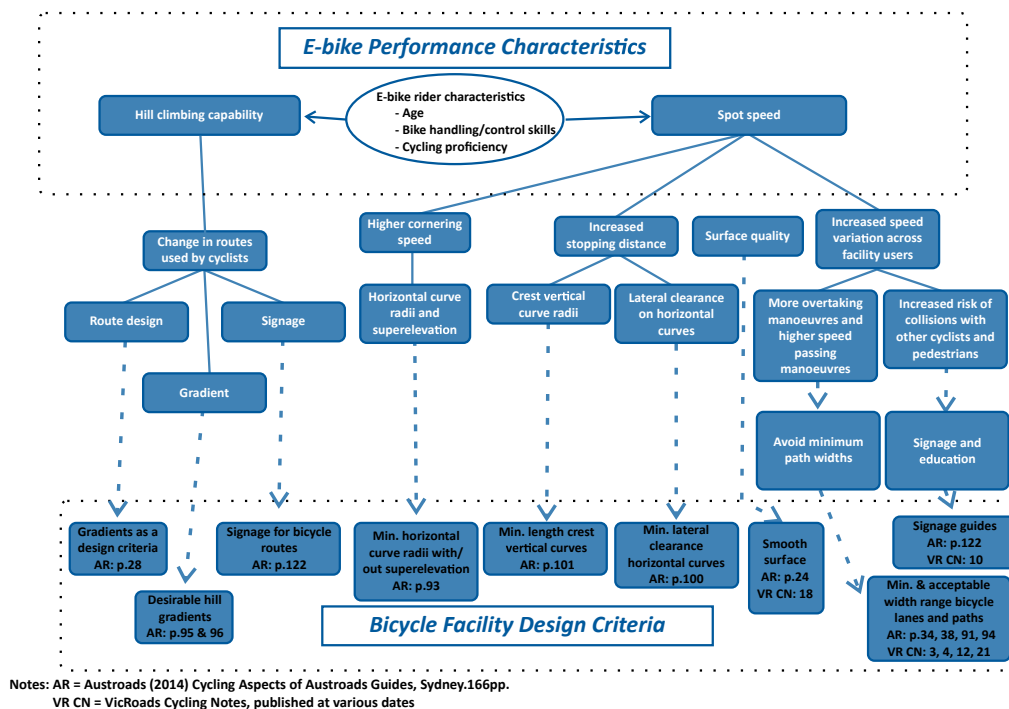 E-bike Performance Characteristics
E-bike rider characteristics
- Age
- Bike handling/control skills
- Cycling proficiency
Hill climbing capability
Spot speed
Change in routes
used by cyclists
Higher cornering
speed
Increased
stopping distance
Surface quality
Increased speed
variation across
facility users
Route design
Signage
Horizontal curve
radii and
superelevation
Crest vertical
curve radii
Lateral clearance
on horizontal
curves
More overtaking
manoeuvres and
higher speed
passing
manoeuvres
Increased risk of
collisions with
other cyclists and
pedestrians
Gradient
Avoid minimum
path widths
Signage and
education
Gradients as a
design criteria
AR: p.28
Signage for bicycle
routes
AR: p.122
Min. horizontal
curve radii with/
out superelevation
AR: p.93
Min. length crest
vertical curves
AR: p.101
Min. lateral
clearance
horizontal curves
AR: p.100
Smooth
surface
AR: p.24
VR CN: 18
Signage guides
AR: p.122
VR CN: 10
Desirable hill
gradients
AR: p.95 & 96
Min. & acceptable
width range bicycle
lanes and paths
AR: p.34, 38, 91, 94
VR CN: 3, 4, 12, 21
Bicycle Facility Design Criteria
Notes: AR = Austroads (2014) Cycling Aspects of Austroads Guides, Sydney.166pp.
VR CN = VicRoads Cycling Notes, published at various dates